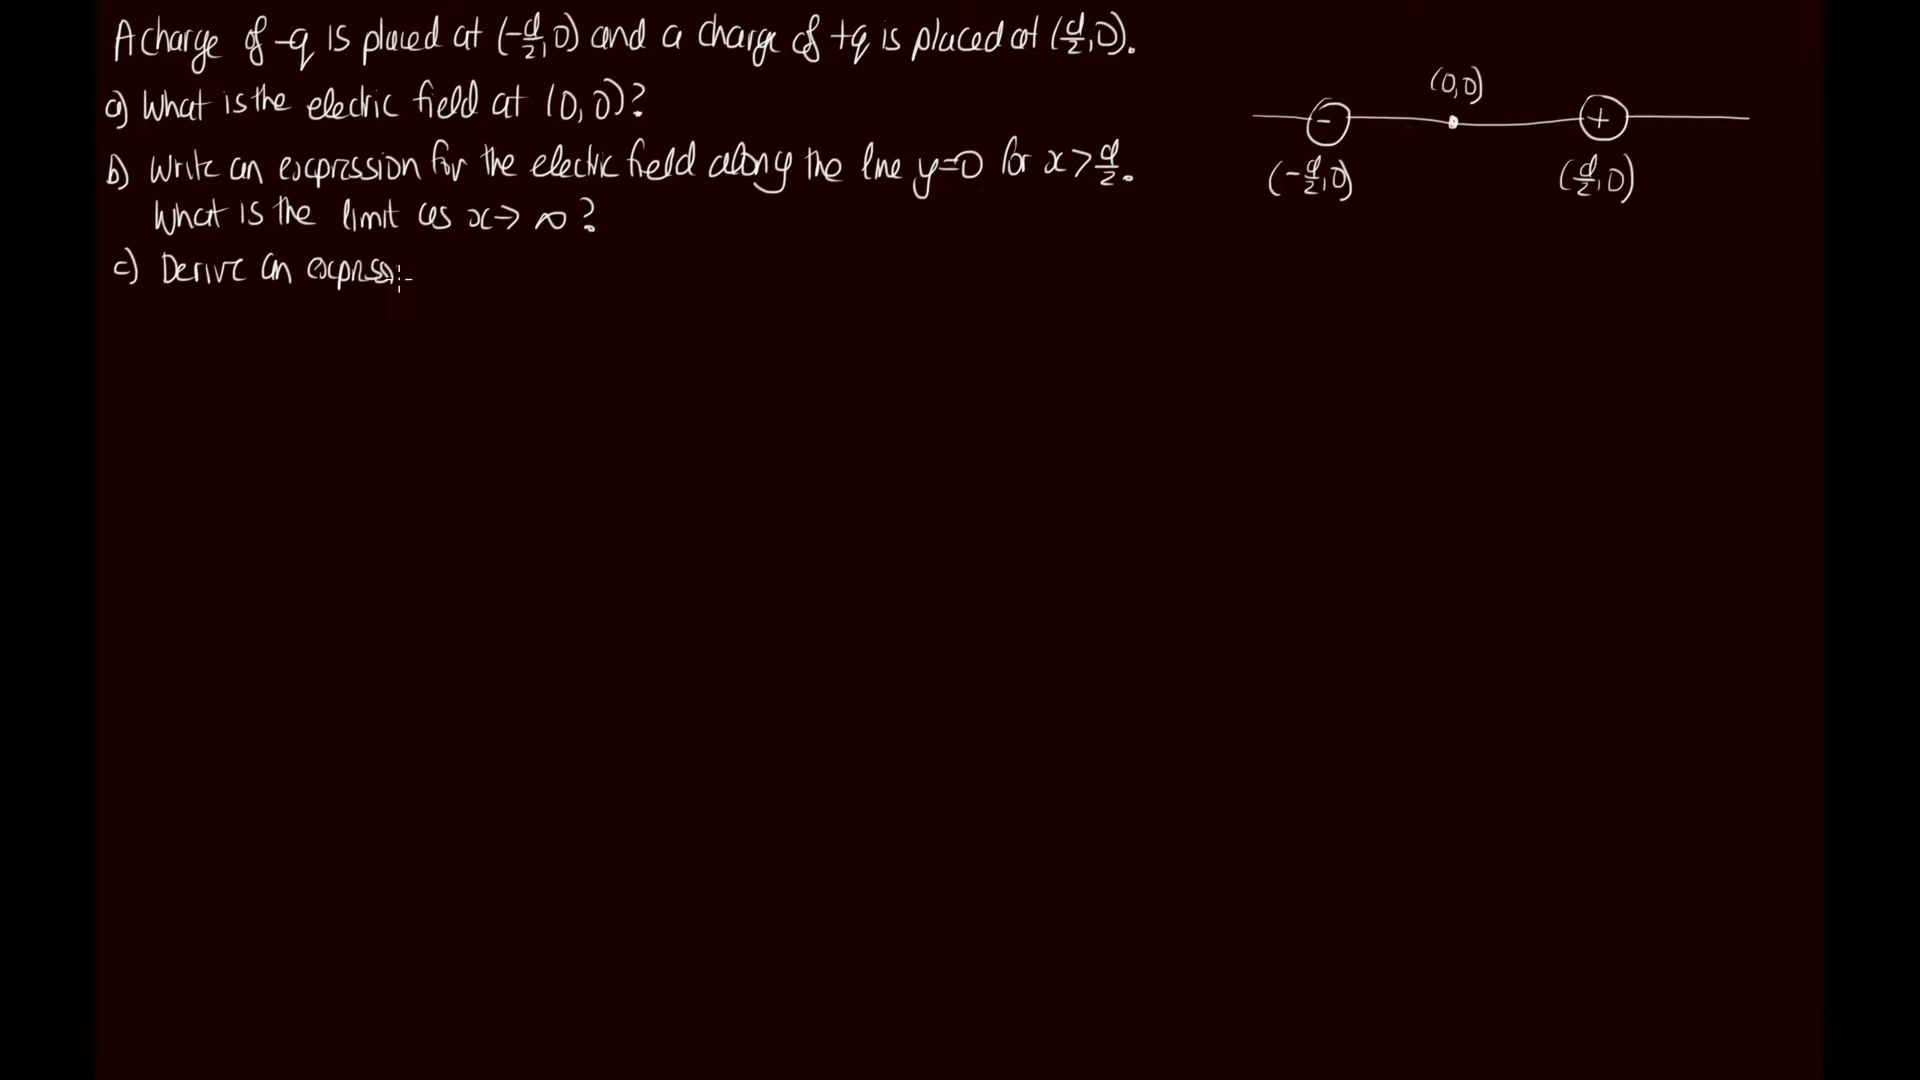 A charge of -q is placed at (-d/2, 0) and a charge of +q is placed at (d/2, 0).
a) What is the electric field at (0, 0)?
b) Write an expression for the electric field along the line y=0 for x > d/2.
What is the limit as x → ∞?
c) Derive an express
(0,0)
- +
(-d/2, 0) (d/2, 0)